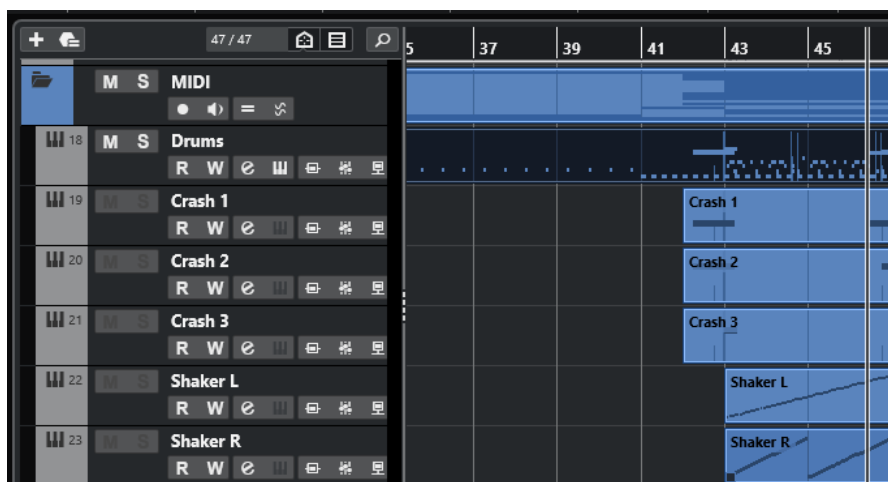 47 / 47
5 37 39 41 43 45
M S MIDI
18 M S Drums
R W e
19 M S Crash 1 Crash 1
R W e
20 M S Crash 2 Crash 2
R W e
21 M S Crash 3 Crash 3
R W e
22 M S Shaker L Shaker L
R W e
23 M S Shaker R Shaker R
R W e